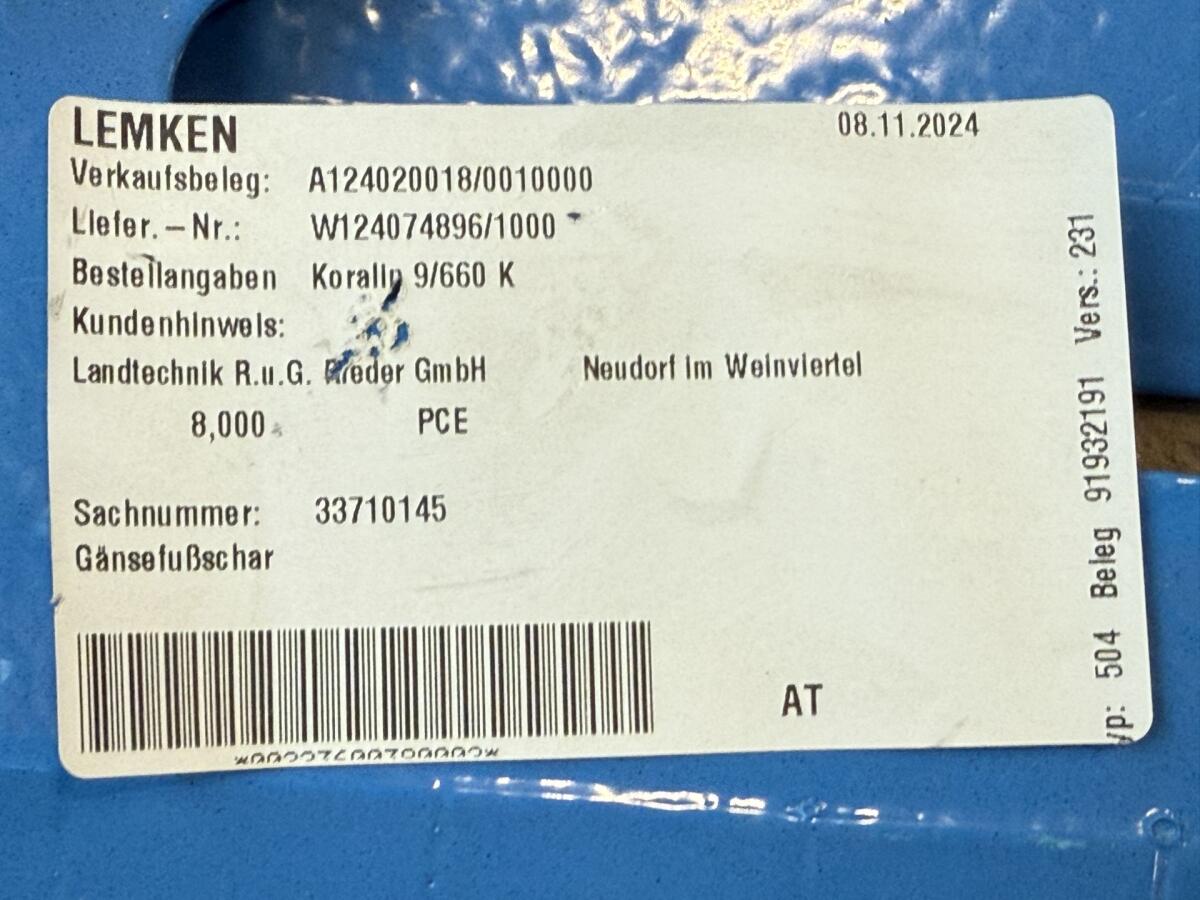 LEMKEN
08.11.2024
Verkaufsbeleg: A124020018/0010000
Liefer.-Nr.: W124074896/1000
Bestellangaben Koralin 9/660 K
Kundenhinweis:
Landtechnik R.u.G. GmbH Neudorf im Weinviertel
8,000 PCE
Sachnummer: 33710145
Gänsefußschar
AT
504 Beleg 91932191 Vers.: 231